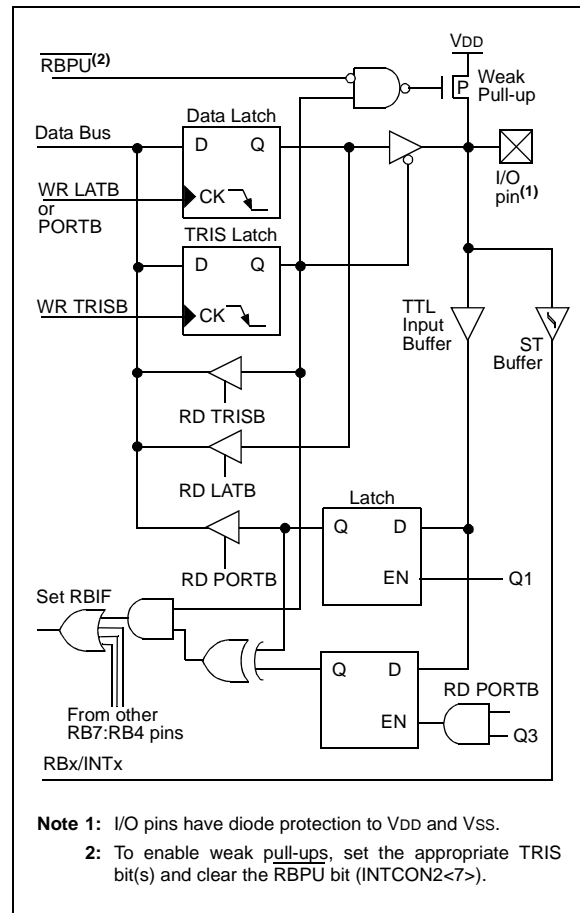 VDD
RBPU(2)
Weak
Pull-up
P
Data Latch
Data Bus
D Q
WR LATB
or
PORTB
CK
I/O
pin(1)
TRIS Latch
D Q
WR TRISB
CK
TTL
Input
Buffer
ST
Buffer
RD TRISB
RD LATB
Latch
Q D
EN
Q1
RD PORTB
Set RBIF
Q D
RD PORTB
EN
Q3
From other
RB7:RB4 pins
RBx/INTx
Note 1: I/O pins have diode protection to VDD and VSS.
2: To enable weak pull-ups, set the appropriate TRIS
bit(s) and clear the RBPU bit (INTCON2<7>).